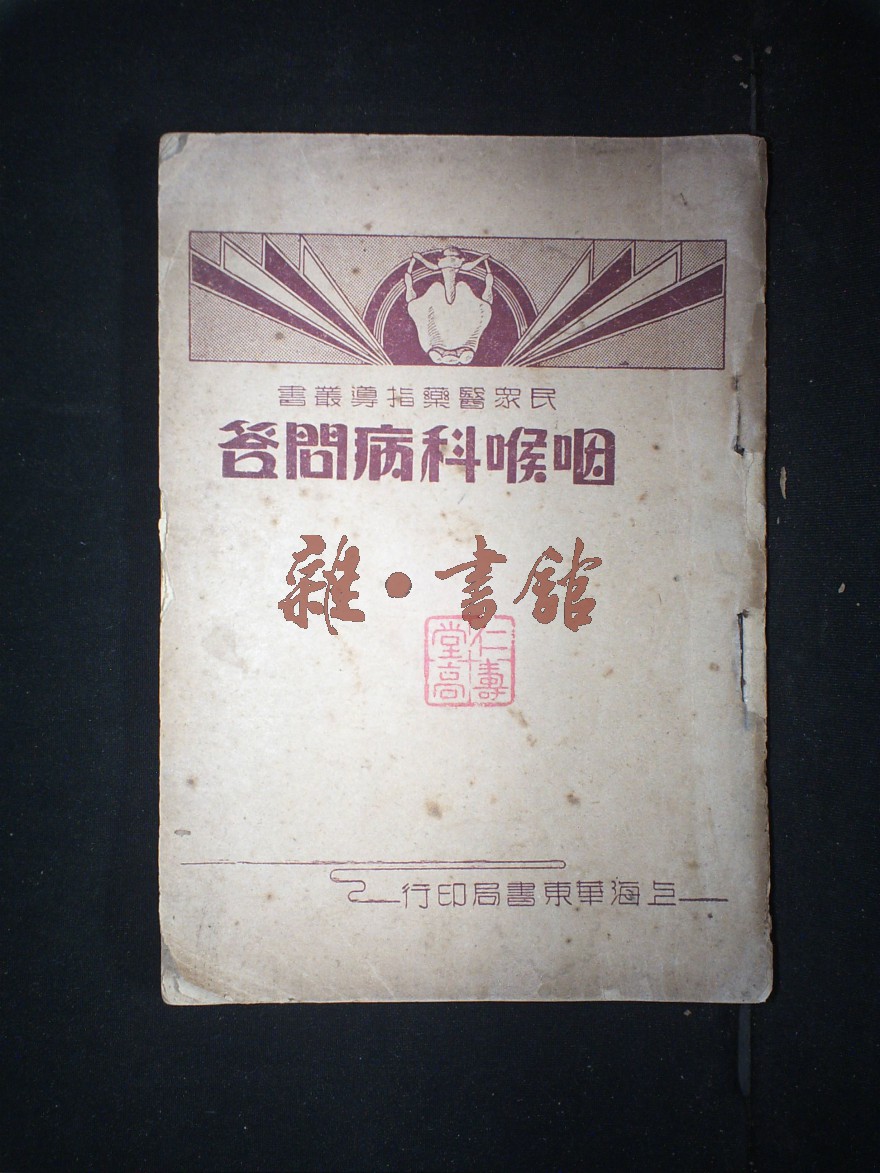 民眾醫藥指導叢書
咽喉科病問答
雜·書館
仁壽
堂高
上海華東書局印行